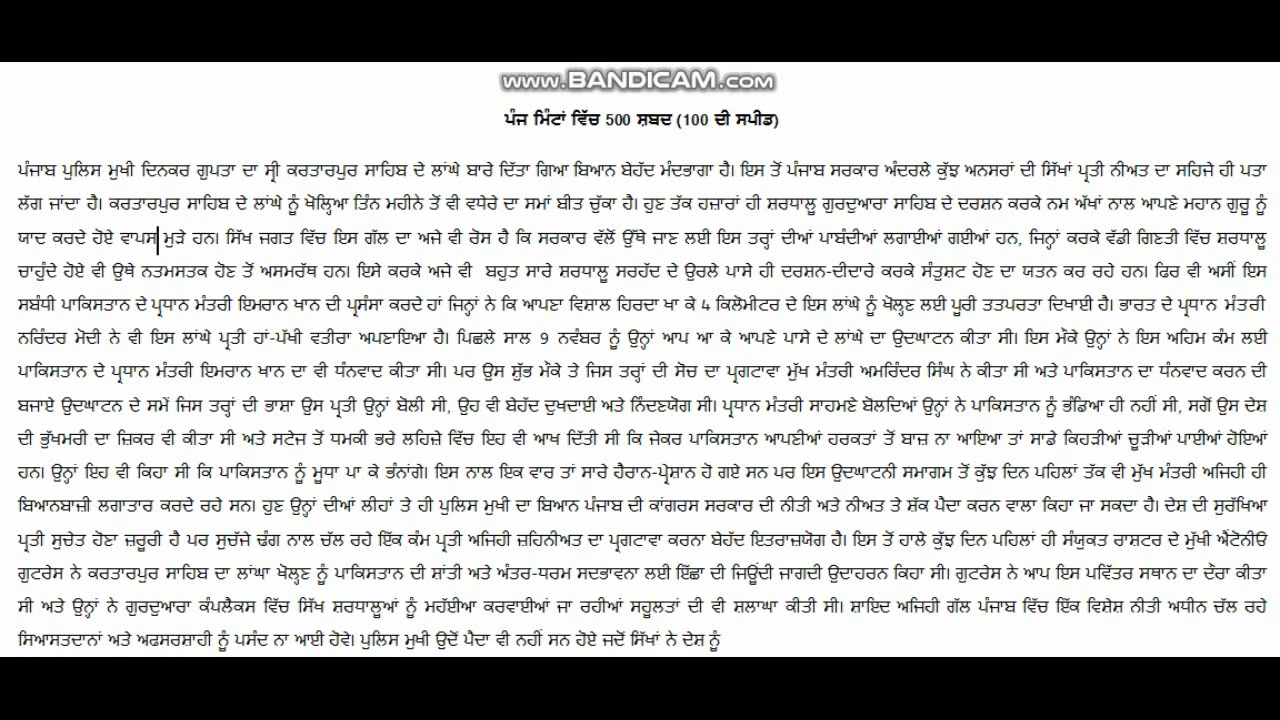 www.BANDICAM.com
ਪੰਜ ਮਿੰਟਾਂ ਵਿੱਚ 500 ਸ਼ਬਦ (100 ਦੀ ਸਪੀਡ)
ਪੰਜਾਬ ਪੁਲਿਸ ਮੁਖੀ ਦਿਨਕਰ ਗੁਪਤਾ ਦਾ ਸ੍ਰੀ ਕਰਤਾਰਪੁਰ ਸਾਹਿਬ ਦੇ ਲਾਂਘੇ ਬਾਰੇ ਦਿੱਤਾ ਗਿਆ ਬਿਆਨ ਬੇਹੱਦ ਮੰਦਭਾਗਾ ਹੈ। ਇਸ ਤੋਂ ਪੰਜਾਬ ਸਰਕਾਰ ਅੰਦਰਲੇ ਕੁੱਝ ਅਨਸਰਾਂ ਦੀ ਸਿੱਖਾਂ ਪ੍ਰਤੀ ਨੀਅਤ ਦਾ ਸਹਿਜੇ ਹੀ ਪਤਾ
ਲੱਗ ਜਾਂਦਾ ਹੈ। ਕਰਤਾਰਪੁਰ ਸਾਹਿਬ ਦੇ ਲਾਂਘੇ ਨੂੰ ਖੋਲ੍ਹਿਆ ਤਿੰਨ ਮਹੀਨੇ ਤੋਂ ਵੀ ਵਧੇਰੇ ਦਾ ਸਮਾਂ ਬੀਤ ਚੁੱਕਾ ਹੈ। ਹੁਣ ਤੱਕ ਹਜ਼ਾਰਾਂ ਹੀ ਸ਼ਰਧਾਲੂ ਗੁਰਦੁਆਰਾ ਸਾਹਿਬ ਦੇ ਦਰਸ਼ਨ ਕਰਕੇ ਨਮ ਅੱਖਾਂ ਨਾਲ ਆਪਣੇ ਮਹਾਨ ਗੁਰੂ ਨੂੰ
ਯਾਦ ਕਰਦੇ ਹੋਏ ਵਾਪਸ ਮੁੜੇ ਹਨ। ਸਿੱਖ ਜਗਤ ਵਿੱਚ ਇਸ ਗੱਲ ਦਾ ਅਜੇ ਵੀ ਰੋਸ ਹੈ ਕਿ ਸਰਕਾਰ ਵੱਲੋਂ ਉੱਥੇ ਜਾਣ ਲਈ ਇਸ ਤਰ੍ਹਾਂ ਦੀਆਂ ਪਾਬੰਦੀਆਂ ਲਗਾਈਆਂ ਗਈਆਂ ਹਨ, ਜਿਨ੍ਹਾਂ ਕਰਕੇ ਵੱਡੀ ਗਿਣਤੀ ਵਿੱਚ ਸ਼ਰਧਾਲੂ
ਚਾਹੁੰਦੇ ਹੋਏ ਵੀ ਉਥੇ ਨਤਮਸਤਕ ਹੋਣ ਤੋਂ ਅਸਮਰੱਥ ਹਨ। ਇਸੇ ਕਰਕੇ ਅਜੇ ਵੀ ਬਹੁਤ ਸਾਰੇ ਸ਼ਰਧਾਲੂ ਸਰਹੱਦ ਦੇ ਉਰਲੇ ਪਾਸੇ ਹੀ ਦਰਸ਼ਨ-ਦੀਦਾਰੇ ਕਰਕੇ ਸੰਤੁਸ਼ਟ ਹੋਣ ਦਾ ਯਤਨ ਕਰ ਰਹੇ ਹਨ। ਫਿਰ ਵੀ ਅਸੀਂ ਇਸ
ਸਬੰਧੀ ਪਾਕਿਸਤਾਨ ਦੇ ਪ੍ਰਧਾਨ ਮੰਤਰੀ ਇਮਰਾਨ ਖਾਨ ਦੀ ਪ੍ਰਸੰਸਾ ਕਰਦੇ ਹਾਂ ਜਿਨ੍ਹਾਂ ਨੇ ਕਿ ਆਪਣਾ ਵਿਸ਼ਾਲ ਹਿਰਦਾ ਖਾ ਕੇ 4 ਕਿਲੋਮੀਟਰ ਦੇ ਇਸ ਲਾਂਘੇ ਨੂੰ ਖੋਲ੍ਹਣ ਲਈ ਪੂਰੀ ਤਤਪਰਤਾ ਦਿਖਾਈ ਹੈ। ਭਾਰਤ ਦੇ ਪ੍ਰਧਾਨ ਮੰਤਰੀ
ਨਰਿੰਦਰ ਮੋਦੀ ਨੇ ਵੀ ਇਸ ਲਾਂਘੇ ਪ੍ਰਤੀ ਹਾਂ-ਪੱਖੀ ਵਤੀਰਾ ਅਪਣਾਇਆ ਹੈ। ਪਿਛਲੇ ਸਾਲ 9 ਨਵੰਬਰ ਨੂੰ ਉਨ੍ਹਾਂ ਆਪ ਆ ਕੇ ਆਪਣੇ ਪਾਸੇ ਦੇ ਲਾਂਘੇ ਦਾ ਉਦਘਾਟਨ ਕੀਤਾ ਸੀ। ਇਸ ਮੌਕੇ ਉਨ੍ਹਾਂ ਨੇ ਇਸ ਅਹਿਮ ਕੰਮ ਲਈ
ਪਾਕਿਸਤਾਨ ਦੇ ਪ੍ਰਧਾਨ ਮੰਤਰੀ ਇਮਰਾਨ ਖਾਨ ਦਾ ਵੀ ਧੰਨਵਾਦ ਕੀਤਾ ਸੀ। ਪਰ ਉਸ ਸ਼ੁੱਭ ਮੌਕੇ ਤੇ ਜਿਸ ਤਰ੍ਹਾਂ ਦੀ ਸੋਚ ਦਾ ਪ੍ਰਗਟਾਵਾ ਮੁੱਖ ਮੰਤਰੀ ਅਮਰਿੰਦਰ ਸਿੰਘ ਨੇ ਕੀਤਾ ਸੀ ਅਤੇ ਪਾਕਿਸਤਾਨ ਦਾ ਧੰਨਵਾਦ ਕਰਨ ਦੀ
ਬਜਾਏ ਉਦਘਾਟਨ ਦੇ ਸਮੇਂ ਜਿਸ ਤਰ੍ਹਾਂ ਦੀ ਭਾਸ਼ਾ ਉਸ ਪ੍ਰਤੀ ਉਨ੍ਹਾਂ ਬੋਲੀ ਸੀ, ਉਹ ਵੀ ਬੇਹੱਦ ਦੁਖਦਾਈ ਅਤੇ ਨਿੰਦਣਯੋਗ ਸੀ। ਪ੍ਰਧਾਨ ਮੰਤਰੀ ਸਾਹਮਣੇ ਬੋਲਦਿਆਂ ਉਨ੍ਹਾਂ ਨੇ ਪਾਕਿਸਤਾਨ ਨੂੰ ਭੰਡਿਆ ਹੀ ਨਹੀਂ ਸੀ, ਸਗੋਂ ਉਸ ਦੇਸ਼
ਦੀ ਭੁੱਖਮਰੀ ਦਾ ਜ਼ਿਕਰ ਵੀ ਕੀਤਾ ਸੀ ਅਤੇ ਸਟੇਜ ਤੋਂ ਧਮਕੀ ਭਰੇ ਲਹਿਜ਼ੇ ਵਿੱਚ ਇਹ ਵੀ ਆਖ ਦਿੱਤੀ ਸੀ ਕਿ ਜੇਕਰ ਪਾਕਿਸਤਾਨ ਆਪਣੀਆਂ ਹਰਕਤਾਂ ਤੋਂ ਬਾਜ਼ ਨਾ ਆਇਆ ਤਾਂ ਸਾਡੇ ਕਿਹੜੀਆਂ ਚੂੜੀਆਂ ਪਾਈਆਂ ਹੋਇਆਂ
ਹਨ। ਉਨ੍ਹਾਂ ਇਹ ਵੀ ਕਿਹਾ ਸੀ ਕਿ ਪਾਕਿਸਤਾਨ ਨੂੰ ਮੂਧਾ ਪਾ ਕੇ ਭੰਨਾਂਗੇ। ਇਸ ਨਾਲ ਇਕ ਵਾਰ ਤਾਂ ਸਾਰੇ ਹੈਰਾਨ-ਪ੍ਰੇਸ਼ਾਨ ਹੋ ਗਏ ਸਨ ਪਰ ਇਸ ਉਦਘਾਟਨੀ ਸਮਾਗਮ ਤੋਂ ਕੁੱਝ ਦਿਨ ਪਹਿਲਾਂ ਤੱਕ ਵੀ ਮੁੱਖ ਮੰਤਰੀ ਅਜਿਹੀ ਹੀ
ਬਿਆਨਬਾਜ਼ੀ ਲਗਾਤਾਰ ਕਰਦੇ ਰਹੇ ਸਨ। ਹੁਣ ਉਨ੍ਹਾਂ ਦੀਆਂ ਲੀਹਾਂ ਤੇ ਹੀ ਪੁਲਿਸ ਮੁਖੀ ਦਾ ਬਿਆਨ ਪੰਜਾਬ ਦੀ ਕਾਂਗਰਸ ਸਰਕਾਰ ਦੀ ਨੀਤੀ ਅਤੇ ਨੀਅਤ ਤੇ ਸ਼ੱਕ ਪੈਦਾ ਕਰਨ ਵਾਲਾ ਕਿਹਾ ਜਾ ਸਕਦਾ ਹੈ। ਦੇਸ਼ ਦੀ ਸੁਰੱਖਿਆ
ਪ੍ਰਤੀ ਸੁਚੇਤ ਹੋਣਾ ਜ਼ਰੂਰੀ ਹੈ ਪਰ ਸੁਚੱਜੇ ਢੰਗ ਨਾਲ ਚੱਲ ਰਹੇ ਇੱਕ ਕੰਮ ਪ੍ਰਤੀ ਅਜਿਹੀ ਜ਼ਹਿਨੀਅਤ ਦਾ ਪ੍ਰਗਟਾਵਾ ਕਰਨਾ ਬੇਹੱਦ ਇਤਰਾਜ਼ਯੋਗ ਹੈ। ਇਸ ਤੋਂ ਹਾਲੇ ਕੁੱਝ ਦਿਨ ਪਹਿਲਾਂ ਹੀ ਸੰਯੁਕਤ ਰਾਸ਼ਟਰ ਦੇ ਮੁੱਖੀ ਐਂਟੋਨੀਓ
ਗੁਟਰੇਸ ਨੇ ਕਰਤਾਰਪੁਰ ਸਾਹਿਬ ਦਾ ਲਾਂਘਾ ਖੋਲ੍ਹਣ ਨੂੰ ਪਾਕਿਸਤਾਨ ਦੀ ਸ਼ਾਂਤੀ ਅਤੇ ਅੰਤਰ-ਧਰਮ ਸਦਭਾਵਨਾ ਲਈ ਇੱਛਾ ਦੀ ਜਿਊਂਦੀ ਜਾਗਦੀ ਉਦਾਹਰਨ ਕਿਹਾ ਸੀ। ਗੁਟਰੇਸ ਨੇ ਆਪ ਇਸ ਪਵਿੱਤਰ ਸਥਾਨ ਦਾ ਦੌਰਾ ਕੀਤਾ
ਸੀ ਅਤੇ ਉਨ੍ਹਾਂ ਨੇ ਗੁਰਦੁਆਰਾ ਕੰਪਲੈਕਸ ਵਿੱਚ ਸਿੱਖ ਸ਼ਰਧਾਲੂਆਂ ਨੂੰ ਮਹੱਈਆ ਕਰਵਾਈਆਂ ਜਾ ਰਹੀਆਂ ਸਹੂਲਤਾਂ ਦੀ ਵੀ ਸ਼ਲਾਘਾ ਕੀਤੀ ਸੀ। ਸ਼ਾਇਦ ਅਜਿਹੀ ਗੱਲ ਪੰਜਾਬ ਵਿੱਚ ਇੱਕ ਵਿਸ਼ੇਸ਼ ਨੀਤੀ ਅਧੀਨ ਚੱਲ ਰਹੇ
ਸਿਆਸਤਦਾਨਾਂ ਅਤੇ ਅਫਸਰਸ਼ਾਹੀ ਨੂੰ ਪਸੰਦ ਨਾ ਆਈ ਹੋਵੇ। ਪੁਲਿਸ ਮੁਖੀ ਉਦੋਂ ਪੈਦਾ ਵੀ ਨਹੀਂ ਸਨ ਹੋਏ ਜਦੋਂ ਸਿੱਖਾਂ ਨੇ ਦੇਸ਼ ਨੂੰ